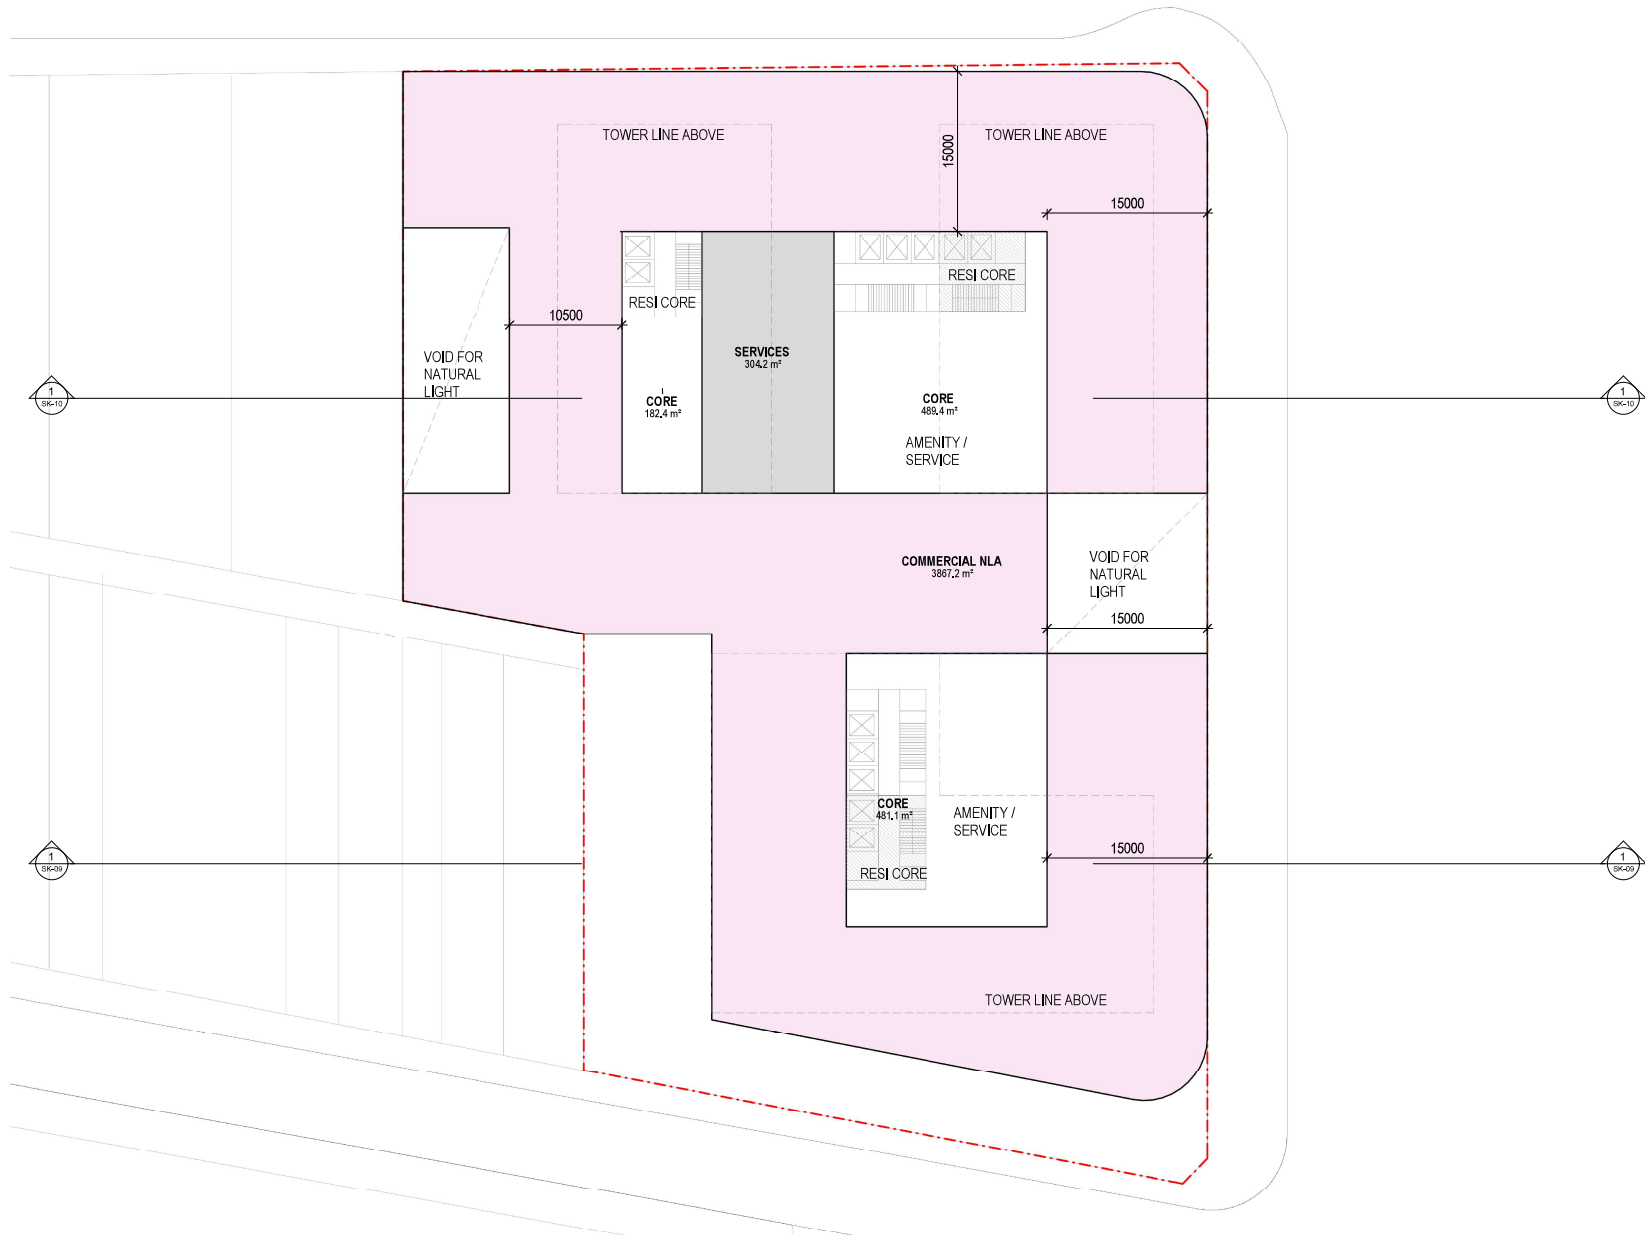 TOWER LINE ABOVE
TOWER LINE ABOVE
15000
15000
RESI CORE
RESI CORE
10500
VOID FOR
NATURAL
LIGHT
SERVICES
304.2 m²
CORE
182.4 m²
CORE
489.4 m²
AMENITY /
SERVICE
1
SK-10
1
SK-10
COMMERCIAL NLA
3867.2 m²
VOID FOR
NATURAL
LIGHT
15000
CORE
481.1 m²
AMENITY /
SERVICE
RESI CORE
15000
1
SK-09
1
SK-09
TOWER LINE ABOVE